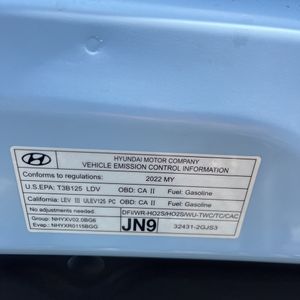 HYUNDAI
HYUNDAI MOTOR COMPANY
VEHICLE EMISSION CONTROL INFORMATION
Conforms to regulations: 2022 MY
U.S.EPA: T3B125 LDV OBD: CA II Fuel: Gasoline
California: LEV III ULEV125 PC OBD: CA II Fuel: Gasoline
No adjustments needed. DFI/WR-HO2S/HO2S/WU-TWC/TC/CAC
Group: NHYXV02.0BG6 JN9 32431-2GJS3
Evap: NHYXR0115BGG